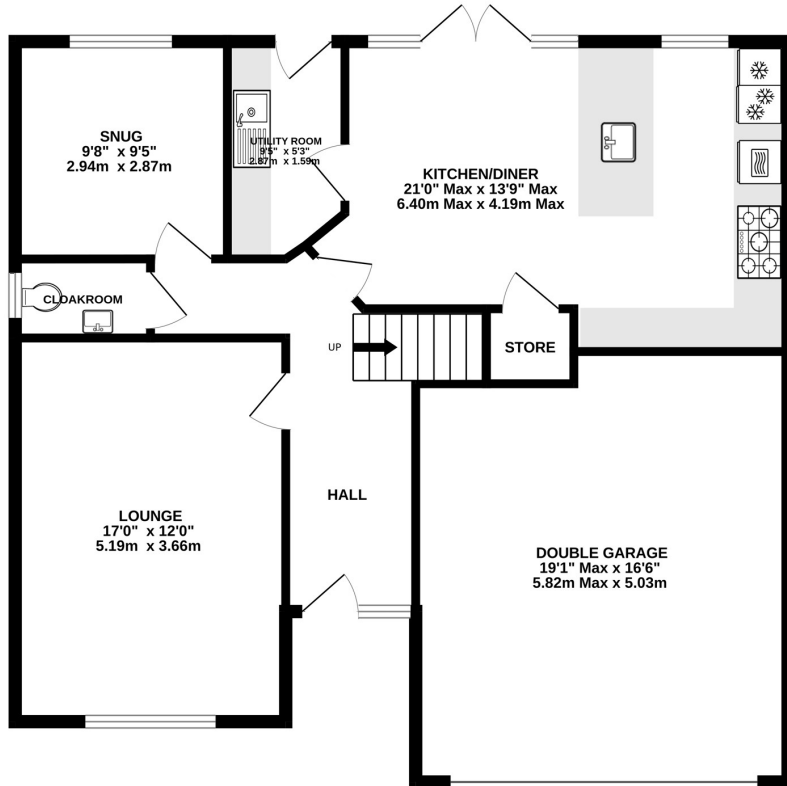 SNUG
9'8" x 9'5"
2.94m x 2.87m
UTILITY ROOM
9'5" x 5'3"
2.87m x 1.59m
KITCHEN/DINER
21'0" Max x 13'9" Max
6.40m Max x 4.19m Max
CLOAKROOM
UP
STORE
HALL
LOUNGE
17'0" x 12'0"
5.19m x 3.66m
DOUBLE GARAGE
19'1" Max x 16'6"
5.82m Max x 5.03m